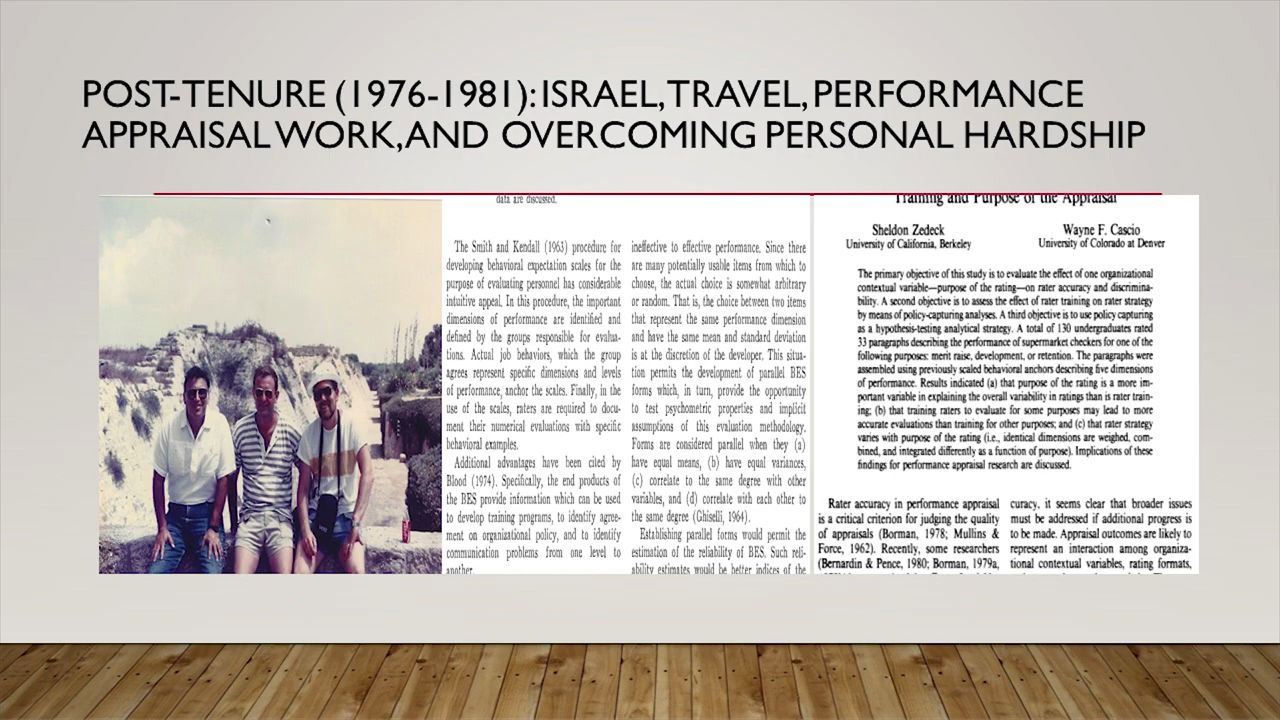 POST-TENURE (1976-1981): ISRAEL, TRAVEL, PERFORMANCE
APPRAISAL WORK, AND OVERCOMING PERSONAL HARDSHIP
data are discussed.
The Smith and Kendall (1963) procedure for
developing behavioral expectation scales for the
purpose of evaluating personnel has considerable
intuitive appeal. In this procedure, the important
dimensions of performance are identified and
defined by the groups responsible for evalua-
tions. Actual job behaviors, which the group
agrees represent specific dimensions and levels
of performance, anchor the scales. Finally, in the
use of the scales, raters are required to docu-
ment their numerical evaluations with specific
behavioral examples.
Additional advantages have been cited by
Blood (1974). Specifically, the end products of
the BES provide information which can be used
to develop training programs, to identify agree-
ment on organizational policy, and to identify
communication problems from one level to
another.
ineffective to effective performance. Since there
are many potentially usable items from which to
choose, the actual choice is somewhat arbitrary
or random. That is, the choice between two items
that represent the same performance dimension
and have the same mean and standard deviation
is at the discretion of the developer. This situa-
tion permits the development of parallel BES
forms which, in turn, provide the opportunity
to test psychometric properties and implicit
assumptions of this evaluation methodology.
Forms are considered parallel when they (a)
have equal means, (b) have equal variances,
(c) correlate to the same degree with other
variables, and (d) correlate with each other to
the same degree (Ghiselli, 1964).
Establishing parallel forms would permit the
estimation of the reliability of BES. Such reli-
ability estimates would be better indices of the
Training and Purpose of the Appraisal
Sheldon Zedeck
University of California, Berkeley
Wayne F. Cascio
University of Colorado at Denver
The primary objective of this study is to evaluate the effect of one organizational
contextual variable—purpose of the rating—on rater accuracy and discrimina-
bility. A second objective is to assess the effect of rater training on rater strategy
by means of policy-capturing analyses. A third objective is to use policy capturing
as a hypothesis-testing analytical strategy. A total of 130 undergraduates rated
33 paragraphs describing the performance of supermarket checkers for one of the
following purposes: merit raise, development, or retention. The paragraphs were
assembled using previously scaled behavioral anchors describing five dimensions
of performance. Results indicated (a) that purpose of the rating is a more im-
portant variable in explaining the overall variability in ratings than is rater train-
ing; (b) that training raters to evaluate for some purposes may lead to more
accurate evaluations than training for other purposes; and (c) that rater strategy
varies with purpose of the rating (i.e., identical dimensions are weighed, com-
bined, and integrated differently as a function of purpose). Implications of these
findings for performance appraisal research are discussed.
Rater accuracy in performance appraisal
is a critical criterion for judging the quality
of appraisals (Borman, 1978; Mullins &
Force, 1962). Recently, some researchers
(Bernardin & Pence, 1980; Borman, 1979a,
curacy, it seems clear that broader issues
must be addressed if additional progress is
to be made. Appraisal outcomes are likely to
represent an interaction among organiza-
tional contextual variables, rating formats,